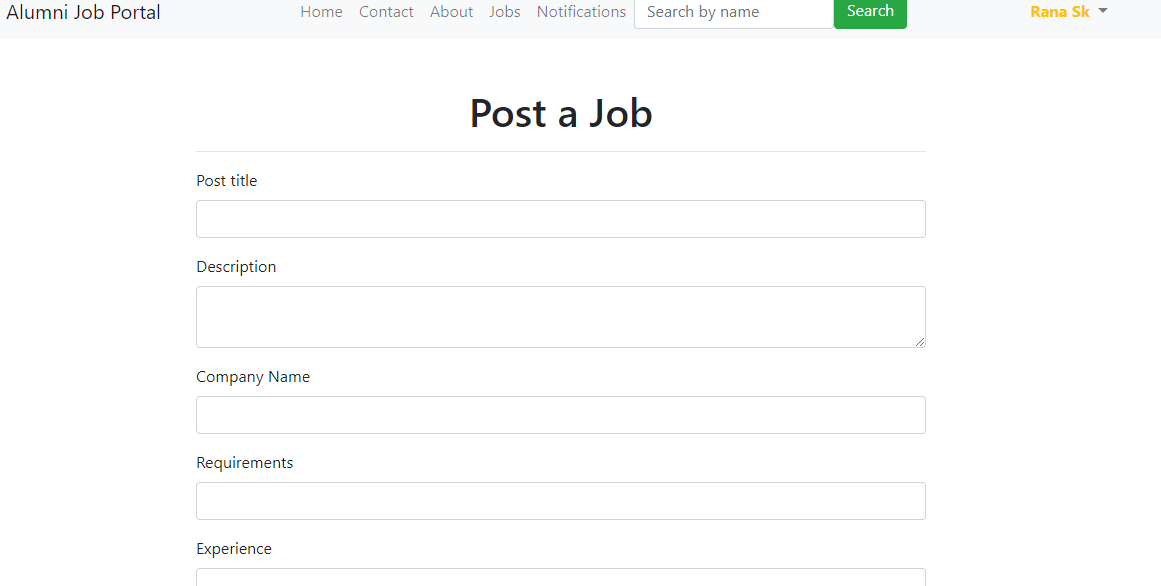 Alumni Job Portal Home Contact About Jobs Notifications Search by name Search Rana Sk
Post a Job
Post title
Description
Company Name
Requirements
Experience